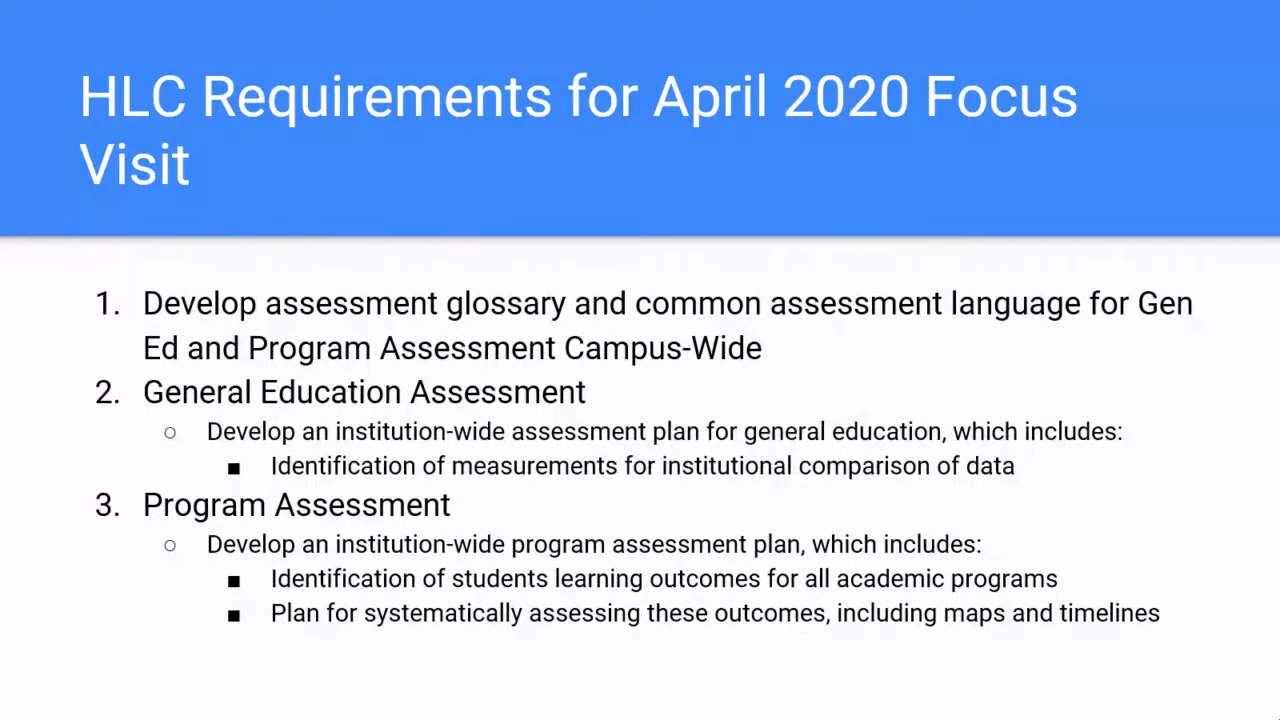 HLC Requirements for April 2020 Focus
Visit
1. Develop assessment glossary and common assessment language for Gen
Ed and Program Assessment Campus-Wide
2. General Education Assessment
○ Develop an institution-wide assessment plan for general education, which includes:
■ Identification of measurements for institutional comparison of data
3. Program Assessment
○ Develop an institution-wide program assessment plan, which includes:
■ Identification of students learning outcomes for all academic programs
■ Plan for systematically assessing these outcomes, including maps and timelines